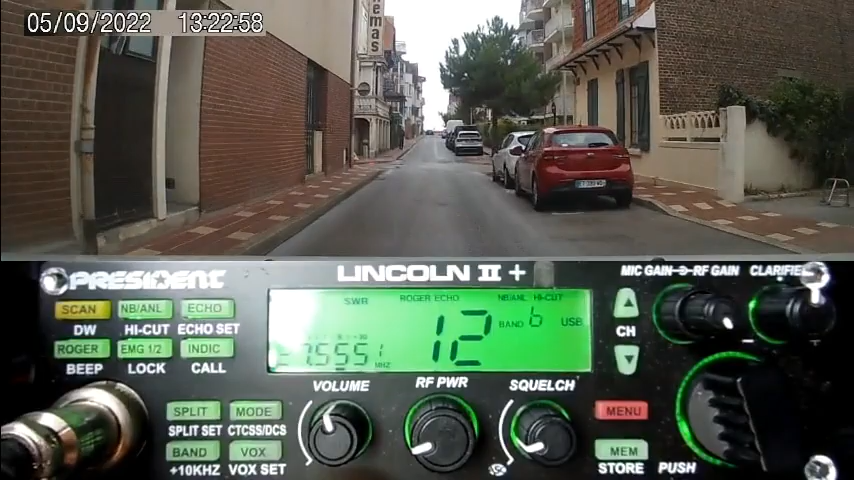 05/09/2022 13:22:58
emas
PRESIDENT
LINCOLN II +
MIC GAIN RF GAIN CLARIFIE
SCAN NB/ANL ECHO
DW HI-CUT ECHO SET
ROGER EMG 1/2 INDIC
BEEP LOCK CALL
SWR ROGER ECHO NB/ANL HI-CUT
12 BAND 6 USB
MHZ
CH
VOLUME RF PWR SQUELCH
SPLIT MODE
SPLIT SET CTCSS/DCS
BAND VOX
+10KHZ VOX SET
MENU
MEM
STORE PUSH